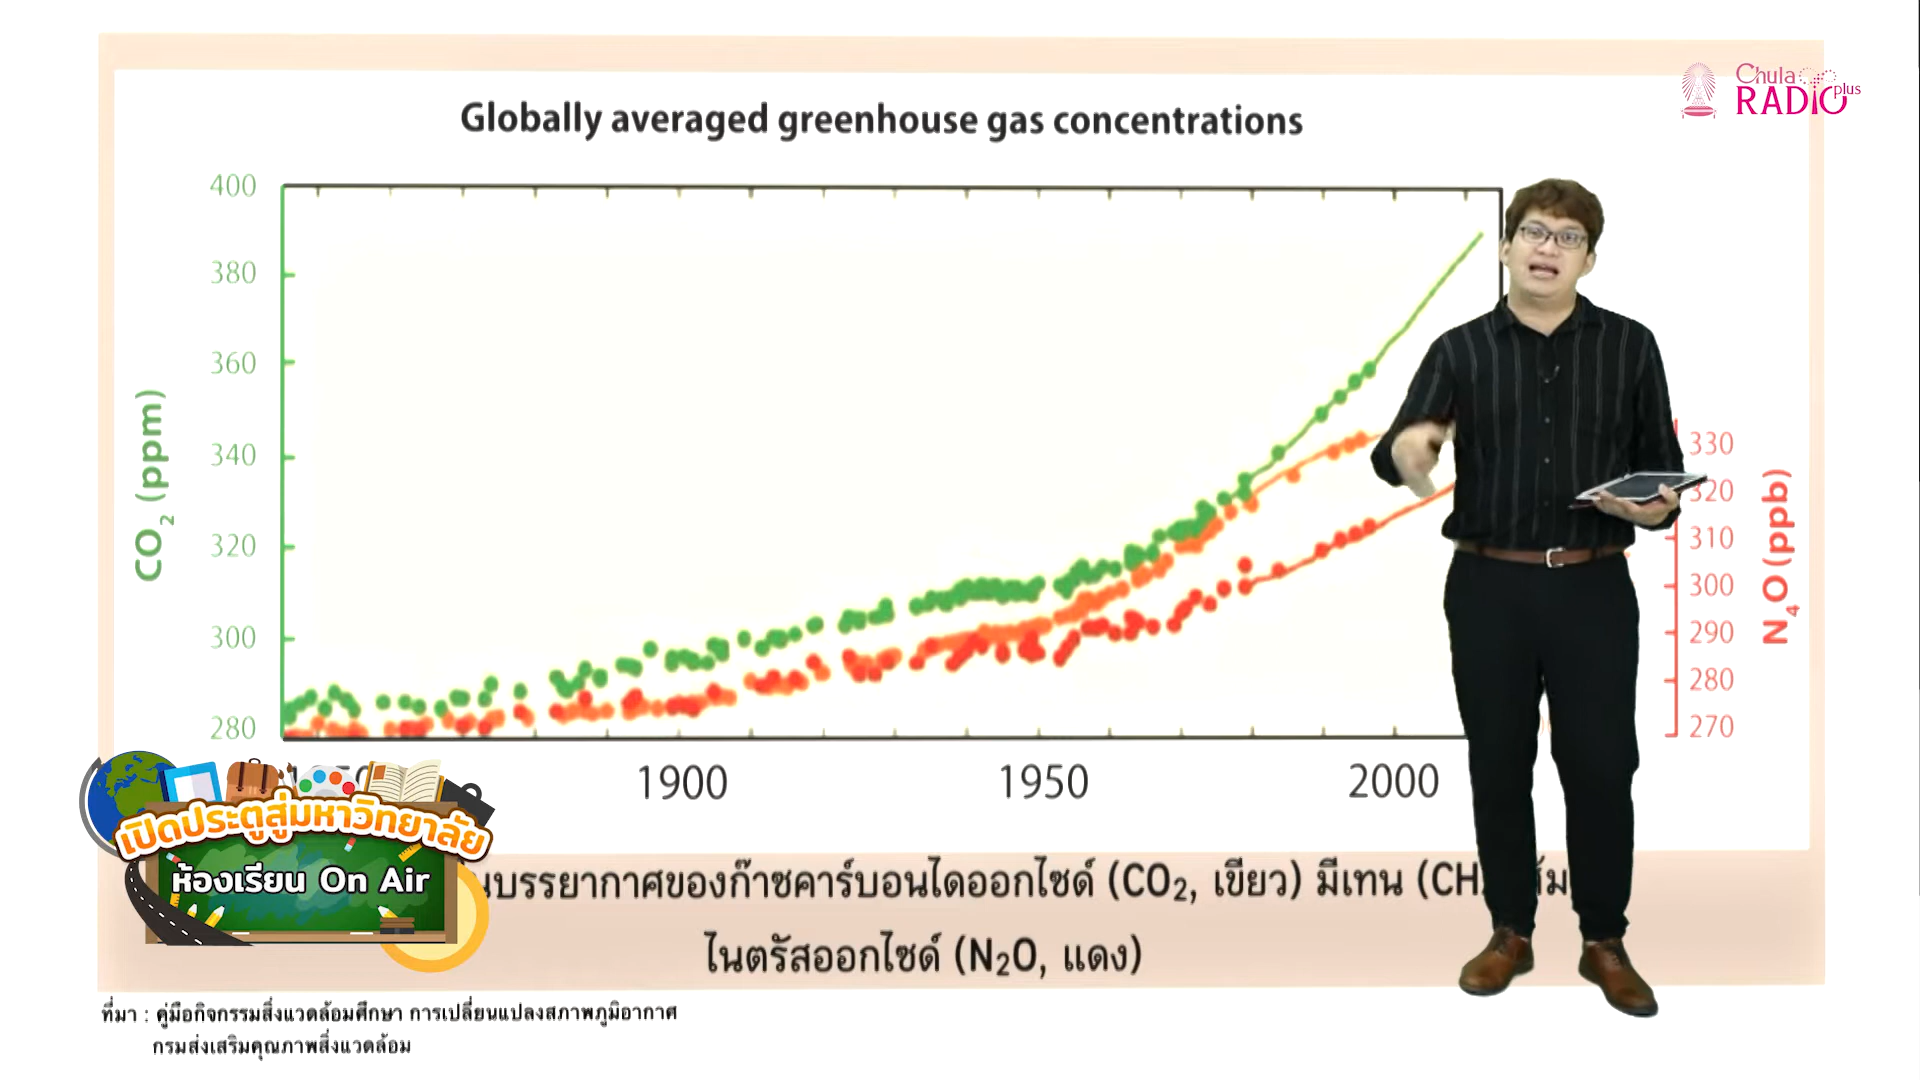 Chula
RADIO plus
Globally averaged greenhouse gas concentrations
400
380
360
340
320
300
280
CO₂ (ppm)
330
320
310
300
290
280
270
N₄O (ppb)
1900
1950
2000
เปิดประตูสู่มหาวิทยาลัย
ห้องเรียน On Air
บรรยากาศของก๊าซคาร์บอนไดออกไซด์ (CO₂, เขียว) มีเทน (CH
ไนตรัสออกไซด์ (N₂O, แดง)
ที่มา : คู่มือกิจกรรมสิ่งแวดล้อมศึกษา การเปลี่ยนแปลงสภาพภูมิอากาศ
กรมส่งเสริมคุณภาพสิ่งแวดล้อม